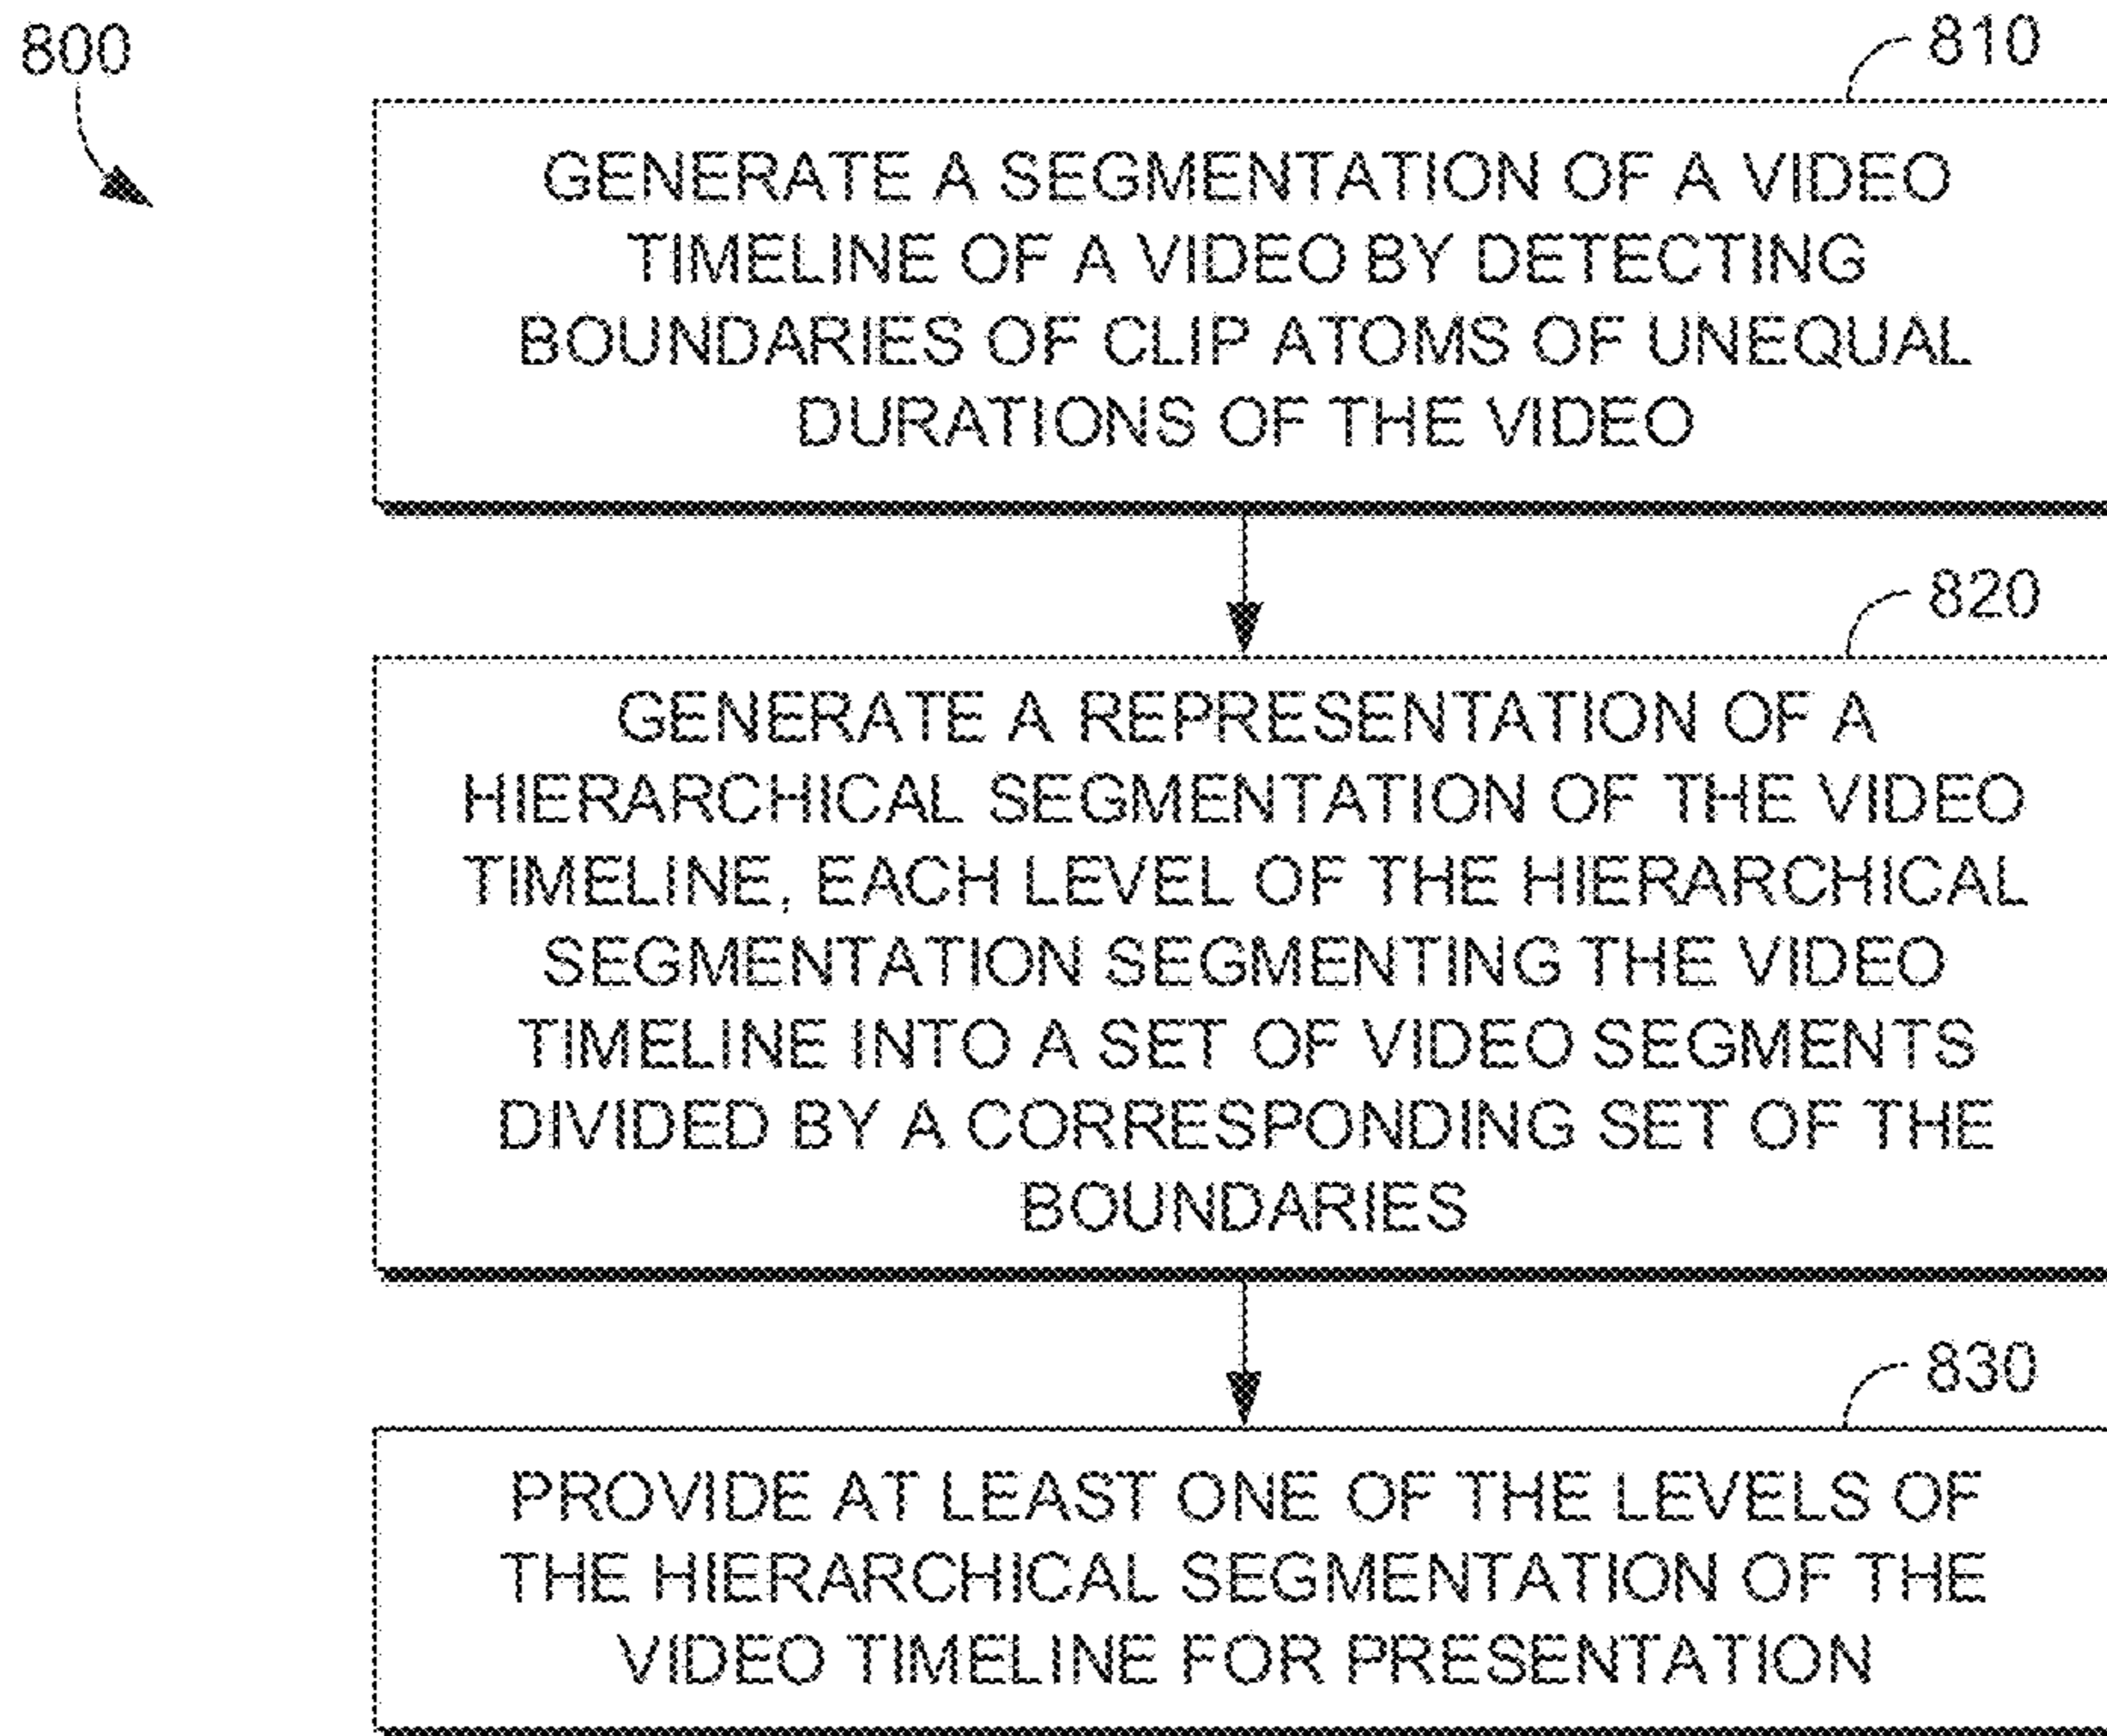 800
810
GENERATE A SEGMENTATION OF A VIDEO
TIMELINE OF A VIDEO BY DETECTING
BOUNDARIES OF CLIP ATOMS OF UNEQUAL
DURATIONS OF THE VIDEO
820
GENERATE A REPRESENTATION OF A
HIERARCHICAL SEGMENTATION OF THE VIDEO
TIMELINE, EACH LEVEL OF THE HIERARCHICAL
SEGMENTATION SEGMENTING THE VIDEO
TIMELINE INTO A SET OF VIDEO SEGMENTS
DIVIDED BY A CORRESPONDING SET OF THE
BOUNDARIES
830
PROVIDE AT LEAST ONE OF THE LEVELS OF
THE HIERARCHICAL SEGMENTATION OF THE
VIDEO TIMELINE FOR PRESENTATION